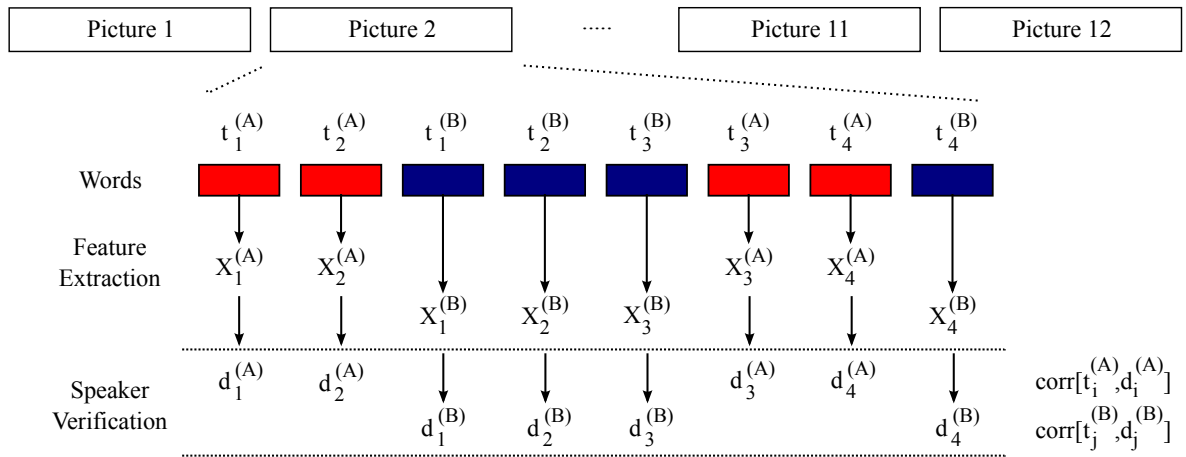 Picture 1 Picture 2 ..... Picture 11 Picture 12
t₁⁽ᴬ⁾ t₂⁽ᴬ⁾ t₁⁽ᴮ⁾ t₂⁽ᴮ⁾ t₃⁽ᴮ⁾ t₃⁽ᴬ⁾ t₄⁽ᴬ⁾ t₄⁽ᴮ⁾
Words
Feature
Extraction
X₁⁽ᴬ⁾ X₂⁽ᴬ⁾ X₃⁽ᴬ⁾ X₄⁽ᴬ⁾
X₁⁽ᴮ⁾ X₂⁽ᴮ⁾ X₃⁽ᴮ⁾ X₄⁽ᴮ⁾
Speaker
Verification
d₁⁽ᴬ⁾ d₂⁽ᴬ⁾ d₃⁽ᴬ⁾ d₄⁽ᴬ⁾ corr[tᵢ⁽ᴬ⁾,dᵢ⁽ᴬ⁾]
d₁⁽ᴮ⁾ d₂⁽ᴮ⁾ d₃⁽ᴮ⁾ d₄⁽ᴮ⁾ corr[tⱼ⁽ᴮ⁾,dⱼ⁽ᴮ⁾]